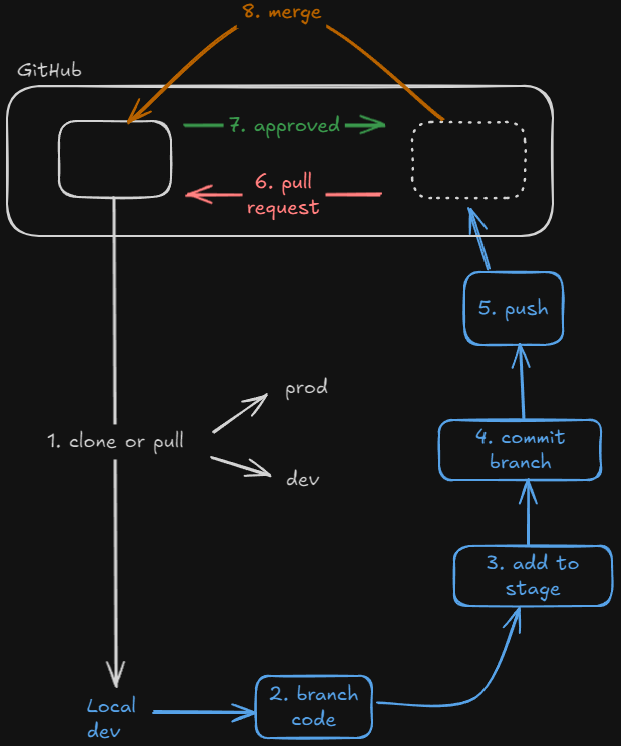 8. merge
GitHub
7. approved
6. pull
request
5. push
prod
1. clone or pull
dev
4. commit
branch
3. add to
stage
2. branch
code
Local
dev